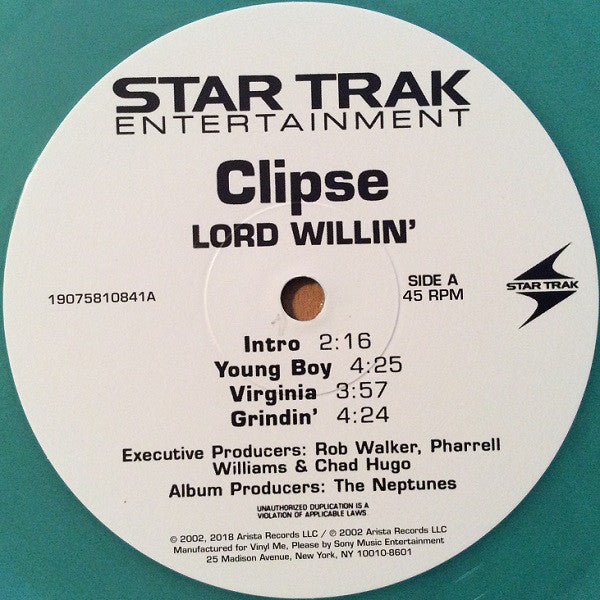 STAR TRAK
ENTERTAINMENT
Clipse
LORD WILLIN'
19075810841A
SIDE A
45 RPM
STAR TRAK
Intro 2:16
Young Boy 4:25
Virginia 3:57
Grindin' 4:24
Executive Producers: Rob Walker, Pharrell
Williams & Chad Hugo
Album Producers: The Neptunes
UNAUTHORIZED DUPLICATION IS A
VIOLATION OF APPLICABLE LAWS
© 2002, 2018 Arista Records LLC / ℗ 2002 Arista Records LLC
Manufactured for Vinyl Me, Please by Sony Music Entertainment
25 Madison Avenue, New York, NY 10010-8601